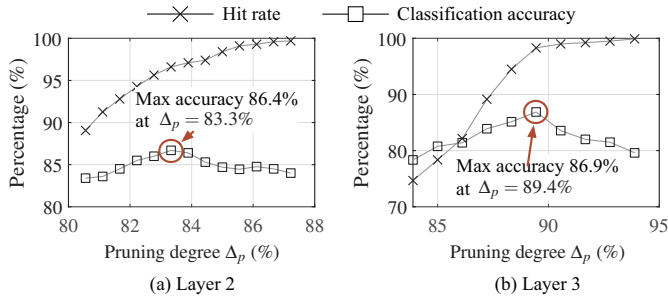 Hit rate Classification accuracy
100
95
90
85
80
Percentage (%)
Max accuracy 86.4%
at Δp = 83.3%
80 82 84 86 88
Pruning degree Δp (%)
(a) Layer 2
100
90
80
70
Percentage (%)
Max accuracy 86.9%
at Δp = 89.4%
85 90 95
Pruning degree Δp (%)
(b) Layer 3